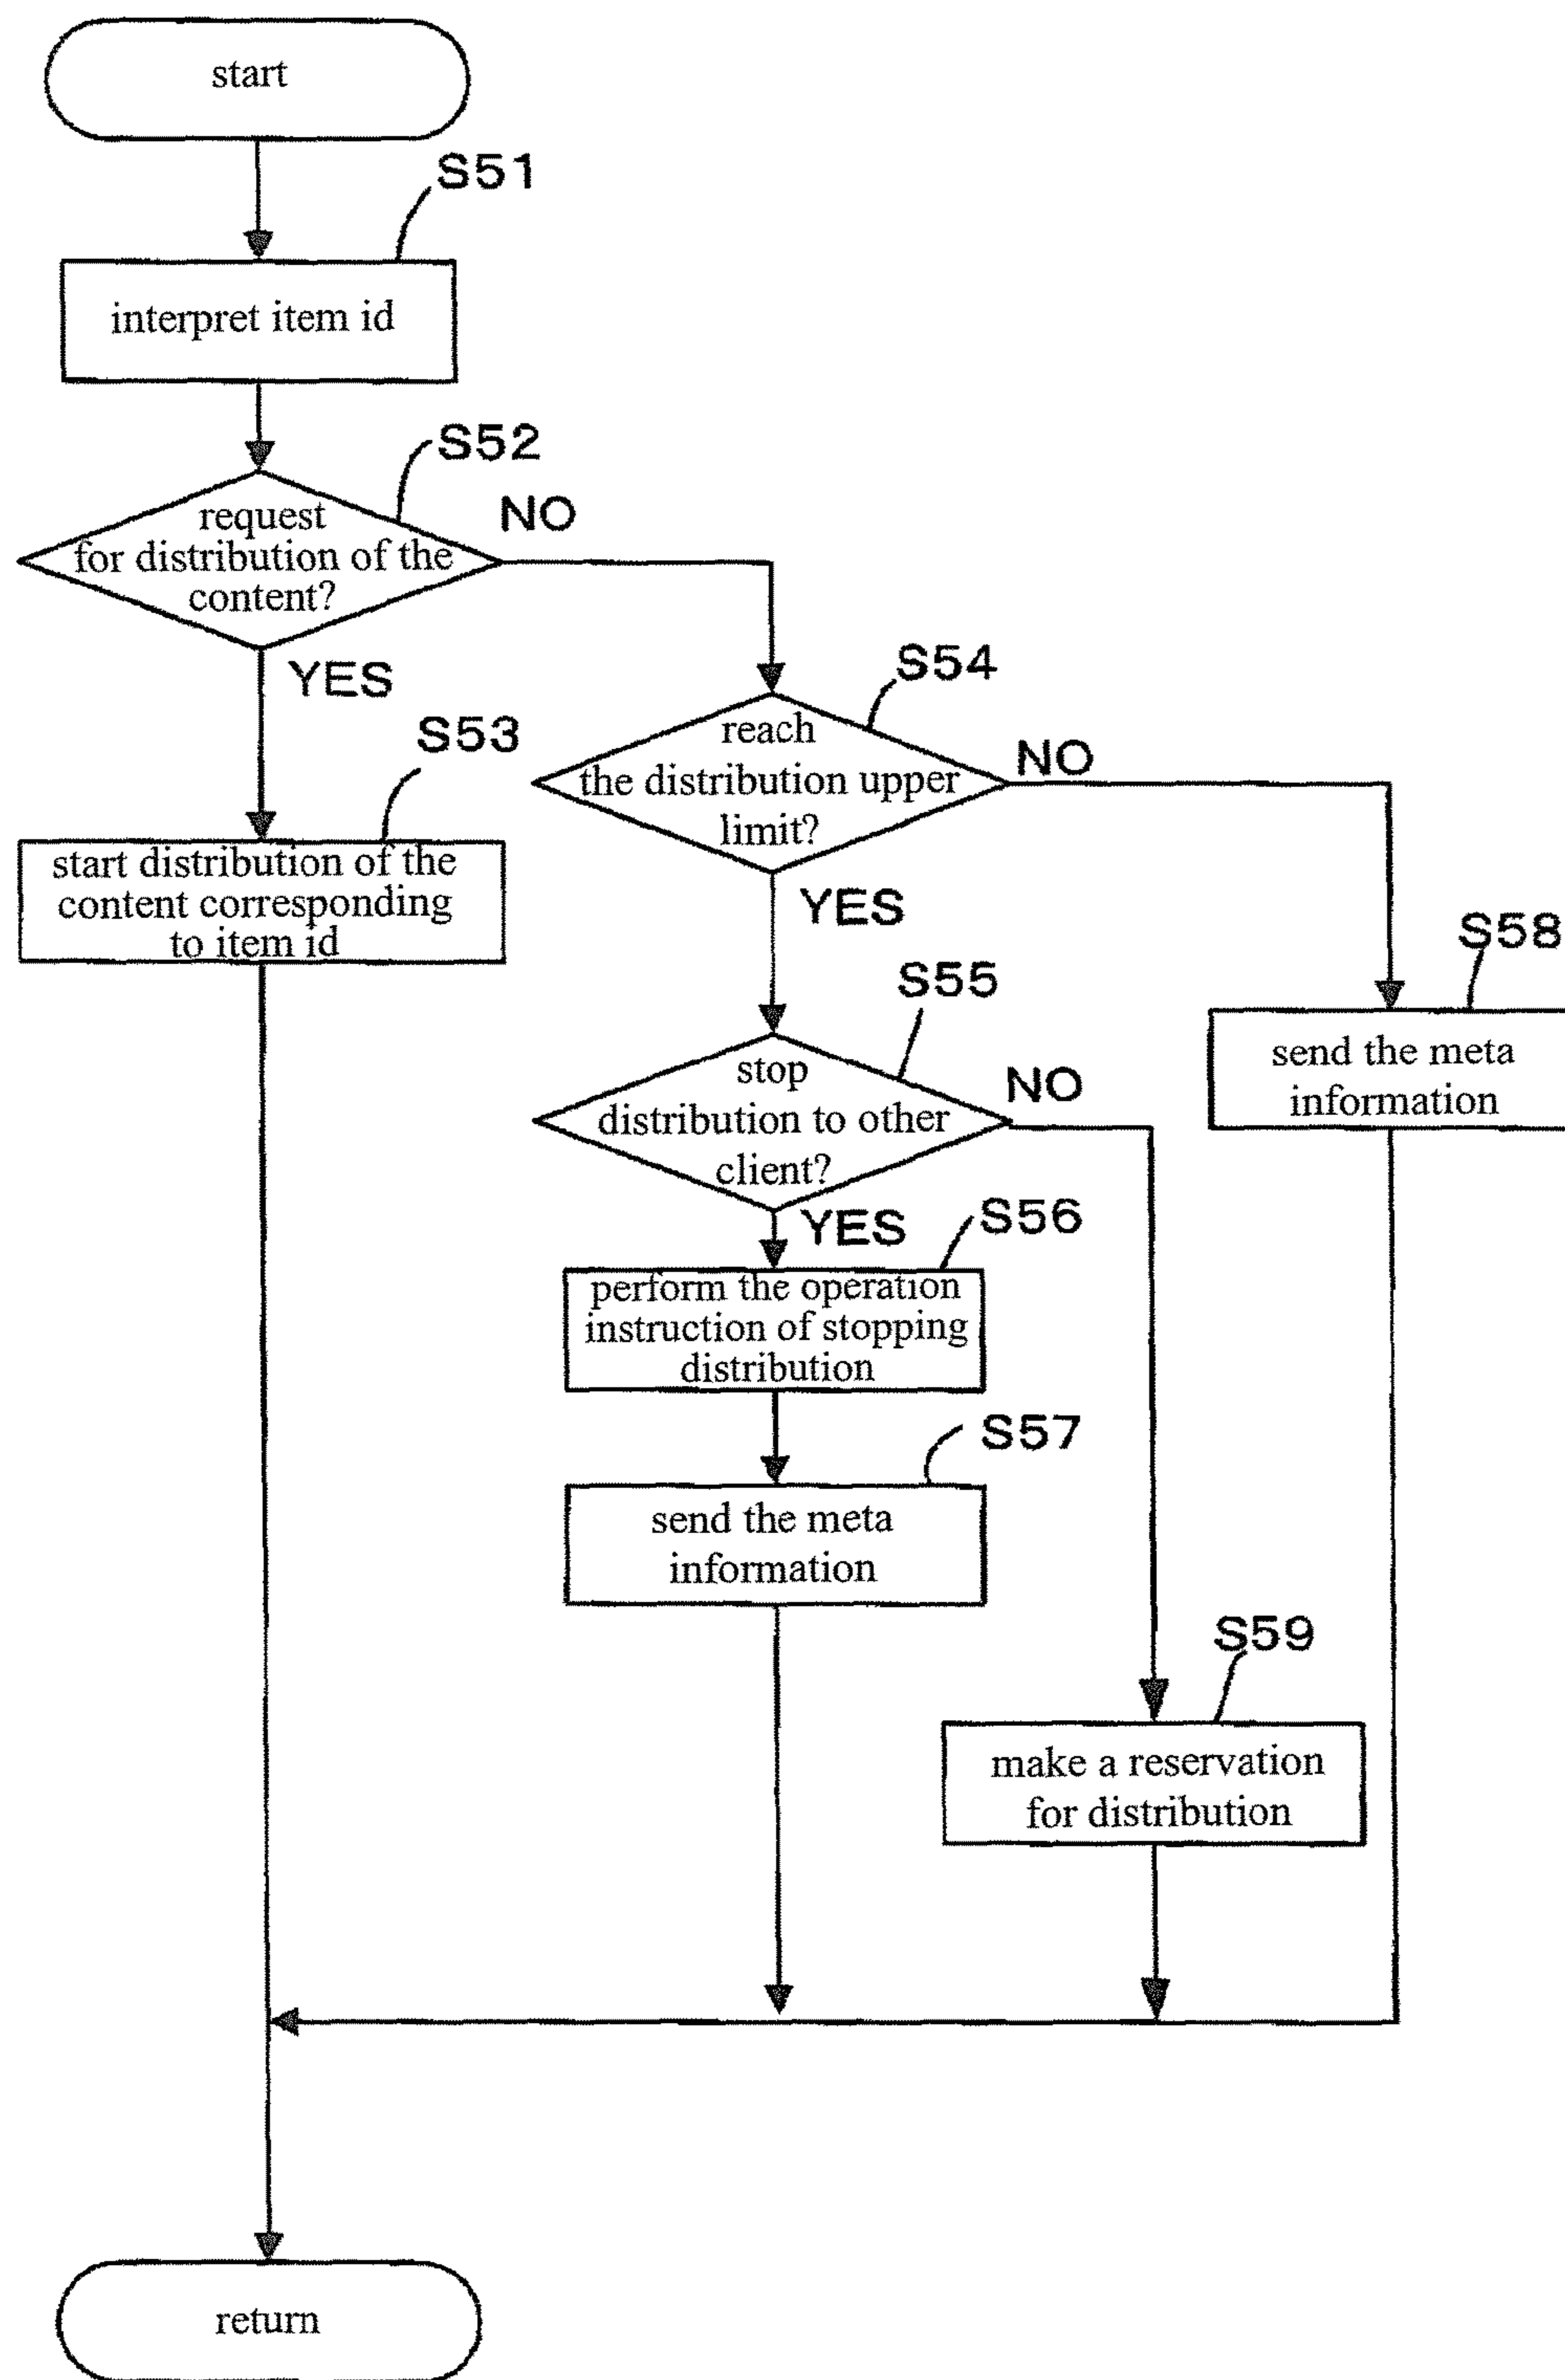 start
S51
interpret item id
S52
request
for distribution of the
content?
NO
YES
S53
start distribution of the
content corresponding
to item id
S54
reach
the distribution upper
limit?
NO
YES
S58
send the meta
information
S55
stop
distribution to other
client?
NO
YES
S56
perform the operation
instruction of stopping
distribution
S57
send the meta
information
S59
make a reservation
for distribution
return